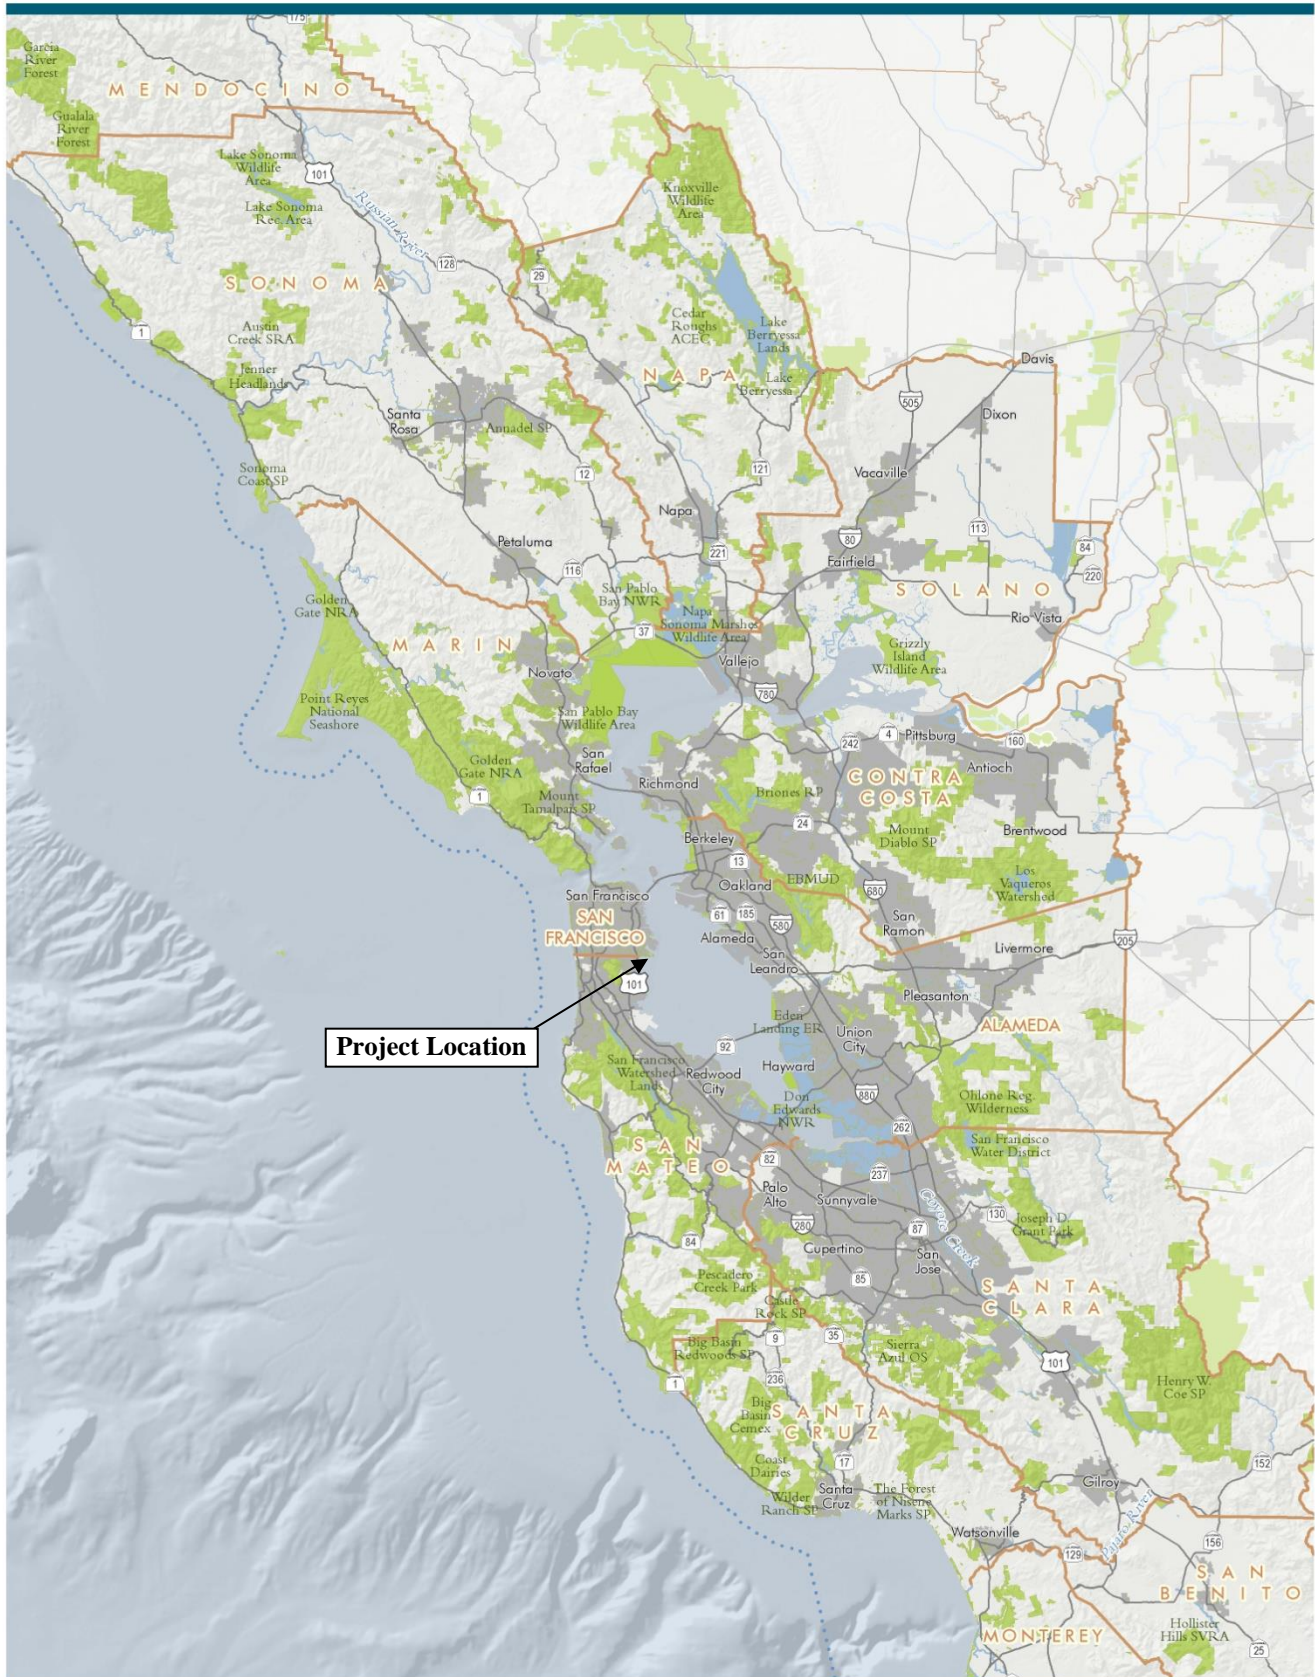 175
Garcia
River
Forest
MENDOCINO
Gualala
River
Forest
Lake Sonoma
Wildlife
Area
101
Lake Sonoma
Rec. Area
Russian River
Knoxville
Wildlife
Area
128
29
SONOMA
1
Austin
Creek SRA
Cedar
Roughs
ACEC
Lake
Berryessa
Lands
Jenner
Headlands
NAPA
Lake
Berryessa
Davis
505
Dixon
Santa
Rosa
Annadel SP
Sonoma
Coast SP
12
121
Vacaville
Napa
113
Petaluma
221
80
84
Fairfield
116
220
San Pablo
Bay NWR
SOLANO
Golden
Gate NRA
Napa
Sonoma Marshes
Wildlife Area
Rio Vista
37
MARIN
Grizzly
Island
Wildlife Area
Novato
Vallejo
780
Point Reyes
National
Seashore
San Pablo Bay
Wildlife Area
242
4
Pittsburg
160
San
Rafael
Golden
Gate NRA
Antioch
Richmond
CONTRA
COSTA
Briones RP
1
Mount
Tamalpais SP
24
Mount
Diablo SP
Brentwood
Berkeley
13
Oakland
EBMUD
680
Los
Vaqueros
Watershed
San Francisco
SAN
FRANCISCO
61
185
580
San
Ramon
Alameda
205
Livermore
San
Leandro
101
Pleasanton
Eden
Landing ER
Union
City
ALAMEDA
Project Location
92
San Francisco
Watershed
Lands
Redwood
City
Hayward
880
Don
Edwards
NWR
Ohlone Reg.
Wilderness
262
San Francisco
Water District
SAN
MATEO
82
237
Palo
Alto
Sunnyvale
Coyote Creek
130
Joseph D.
Grant Park
280
87
84
Cupertino
San
Jose
85
Pescadero
Creek Park
SANTA
CLARA
Castle
Rock SP
9
35
Big Basin
Redwoods SP
Sierra
Azul OS
101
1
236
Henry W.
Coe SP
Big
Basin
Cemex
SANTA
CRUZ
Coast
Dairies
17
152
Gilroy
Wilder
Ranch SP
Santa
Cruz
The Forest
of Nisene
Marks SP
Pajaro River
Watsonville
129
156
SAN
BENITO
MONTEREY
Hollister
Hills SVRA
25